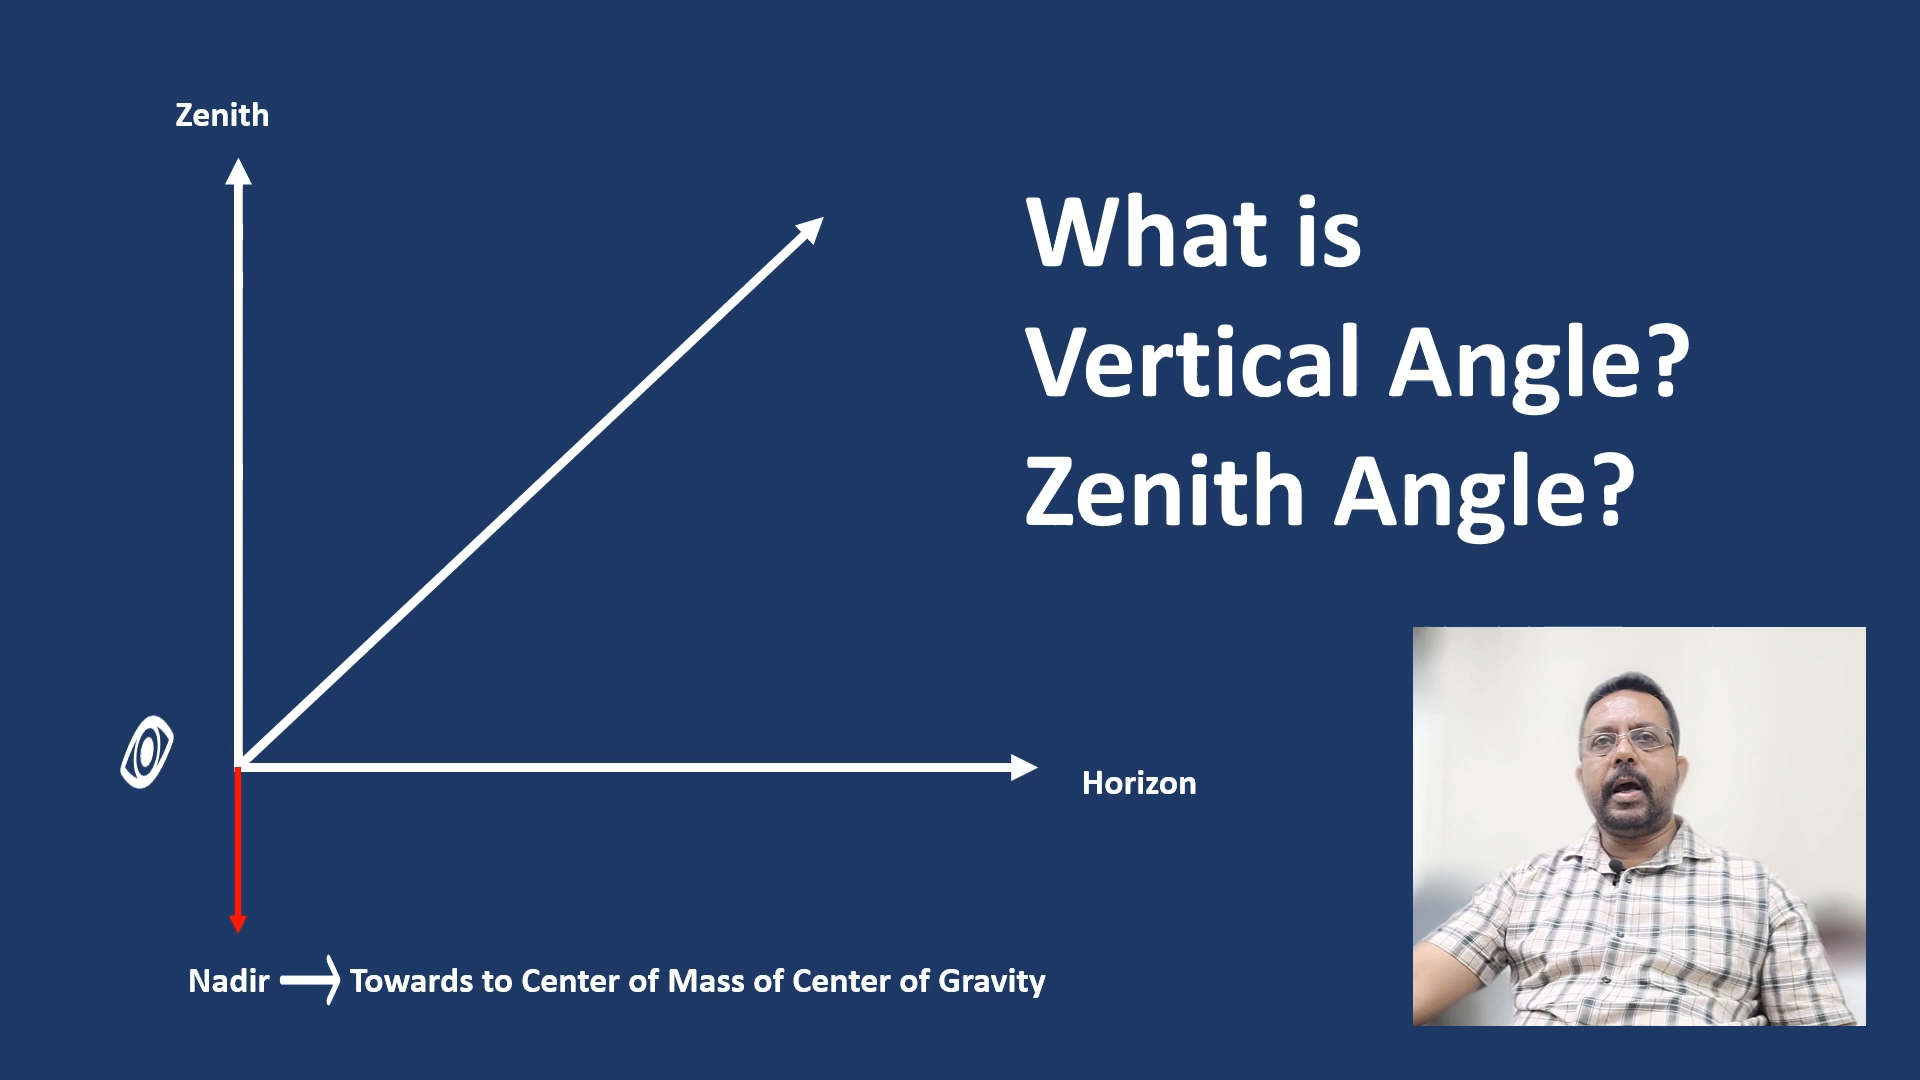 Zenith
What is
Vertical Angle?
Zenith Angle?
Horizon
Nadir → Towards to Center of Mass of Center of Gravity